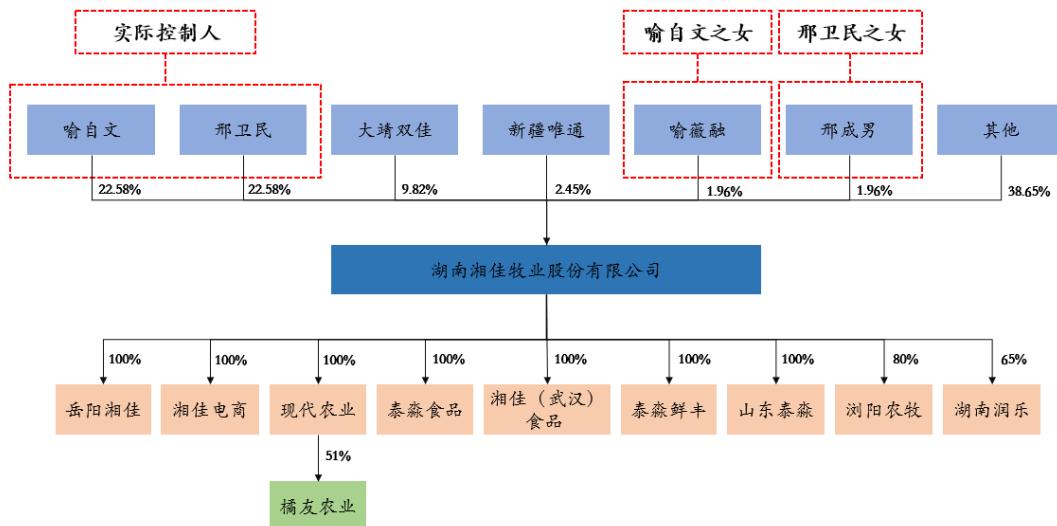 实际控制人
喻自文之女
邢卫民之女
喻自文
邢卫民
大靖双佳
新疆唯通
喻薇融
邢成男
其他
22.58%
22.58%
9.82%
2.45%
1.96%
1.96%
38.65%
湖南湘佳牧业股份有限公司
100%
100%
100%
100%
100%
100%
100%
80%
65%
岳阳湘佳
湘佳电商
现代农业
泰淼食品
湘佳（武汉）
食品
泰淼鲜丰
山东泰淼
浏阳农牧
湖南润乐
51%
橘友农业